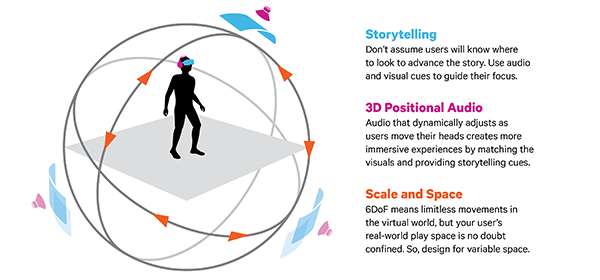 Storytelling
Don't assume users will know where
to look to advance the story. Use audio
and visual cues to guide their focus.
3D Positional Audio
Audio that dynamically adjusts as
users move their heads creates more
immersive experiences by matching the
visuals and providing storytelling cues.
Scale and Space
6DoF means limitless movements in
the virtual world, but your user's
real-world play space is no doubt
confined. So, design for variable space.